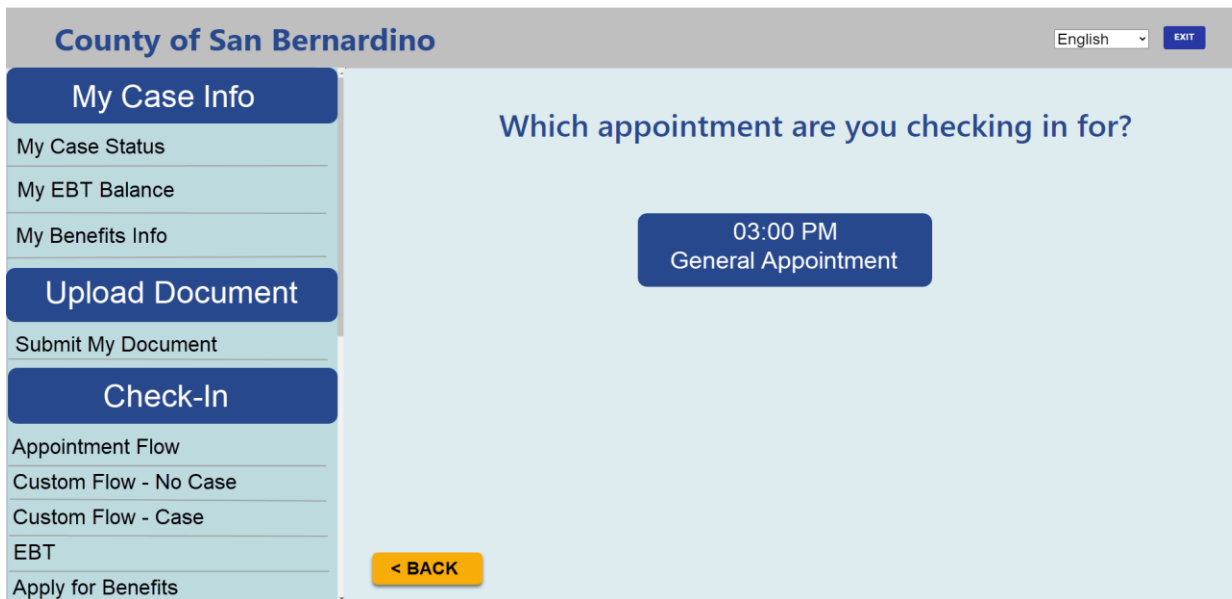 County of San Bernardino
English
EXIT
My Case Info
My Case Status
My EBT Balance
My Benefits Info
Upload Document
Submit My Document
Check-In
Appointment Flow
Custom Flow - No Case
Custom Flow - Case
EBT
Apply for Benefits
Which appointment are you checking in for?
03:00 PM
General Appointment
< BACK